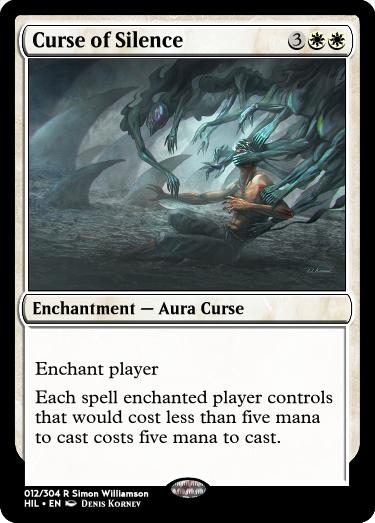 Curse of Silence 3
Enchantment — Aura Curse
Enchant player
Each spell enchanted player controls
that would cost less than five mana
to cast costs five mana to cast.
012/304 R Simon Williamson
HIL • EN Denis Kornev